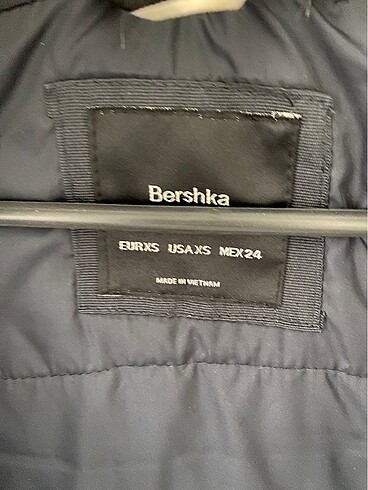 Bershka
EUR XS USA XS MEX 24
MADE IN VIETNAM